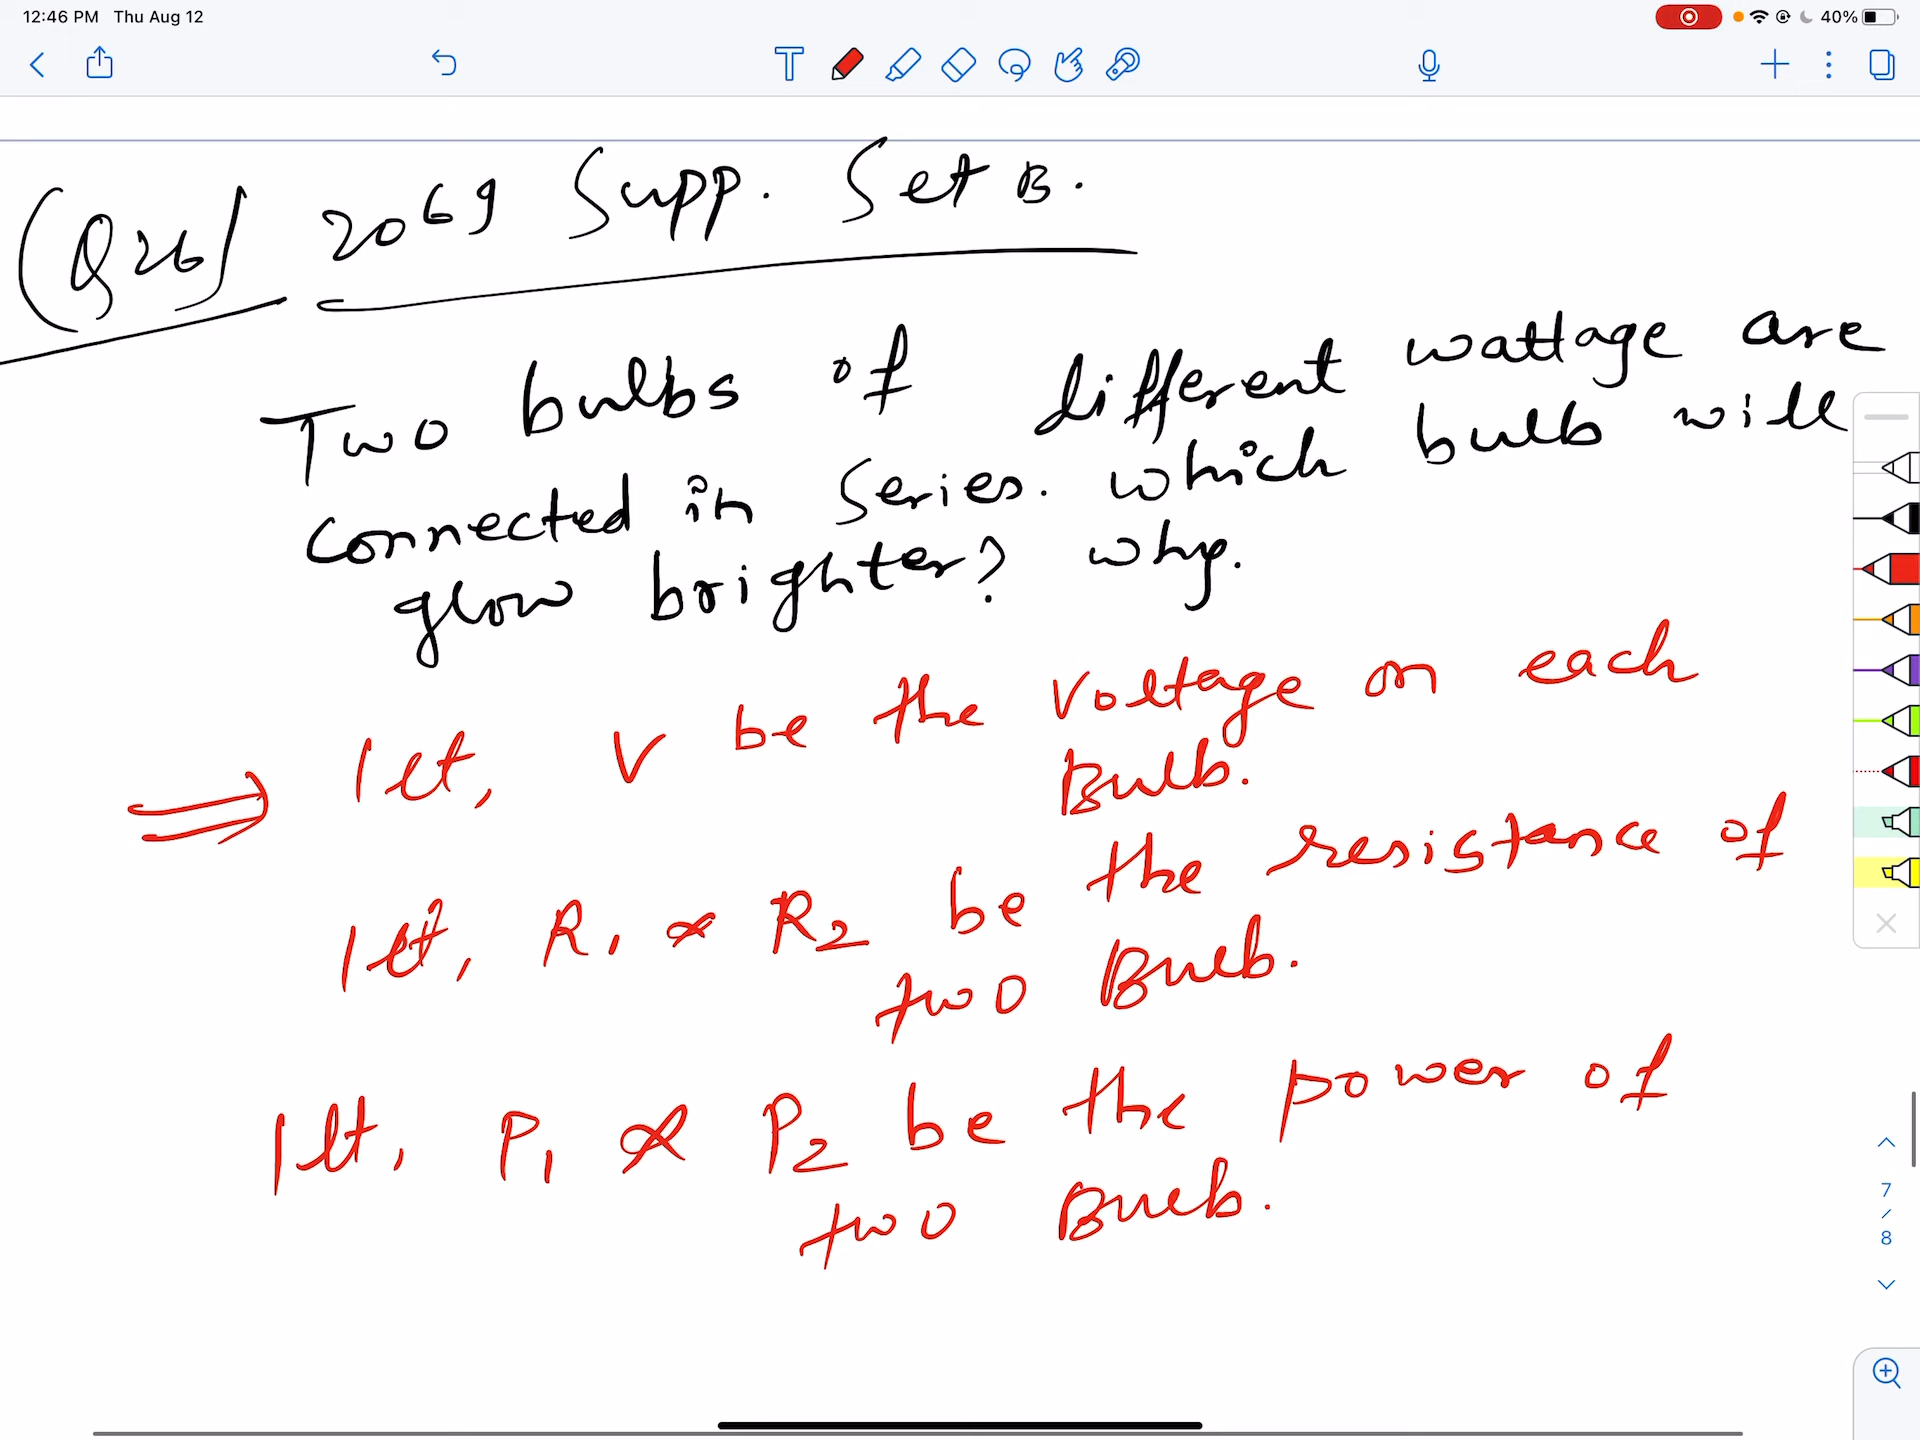 12:46 PM Thu Aug 12
40%
(Q26) 2069 Supp. Set B.
Two bulbs of different wattage are
connected in series. which bulb will
glow brighter? why.
let, V be the voltage on each
Bulb.
let, R1 & R2 be the resistance of
two Bulb.
let, P1 & P2 be the power of
two Bulb.
7
/
8